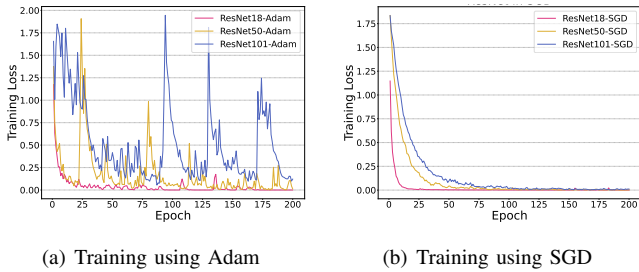 2.00
1.75
1.50
1.25
1.00
0.75
0.50
0.25
0.00
Training Loss
ResNet18-Adam
ResNet50-Adam
ResNet101-Adam
0 25 50 75 100 125 150 175 200
Epoch
(a) Training using Adam
1.75
1.50
1.25
1.00
0.75
0.50
0.25
0.00
Training Loss
ResNet18-SGD
ResNet50-SGD
ResNet101-SGD
0 25 50 75 100 125 150 175 200
Epoch
(b) Training using SGD